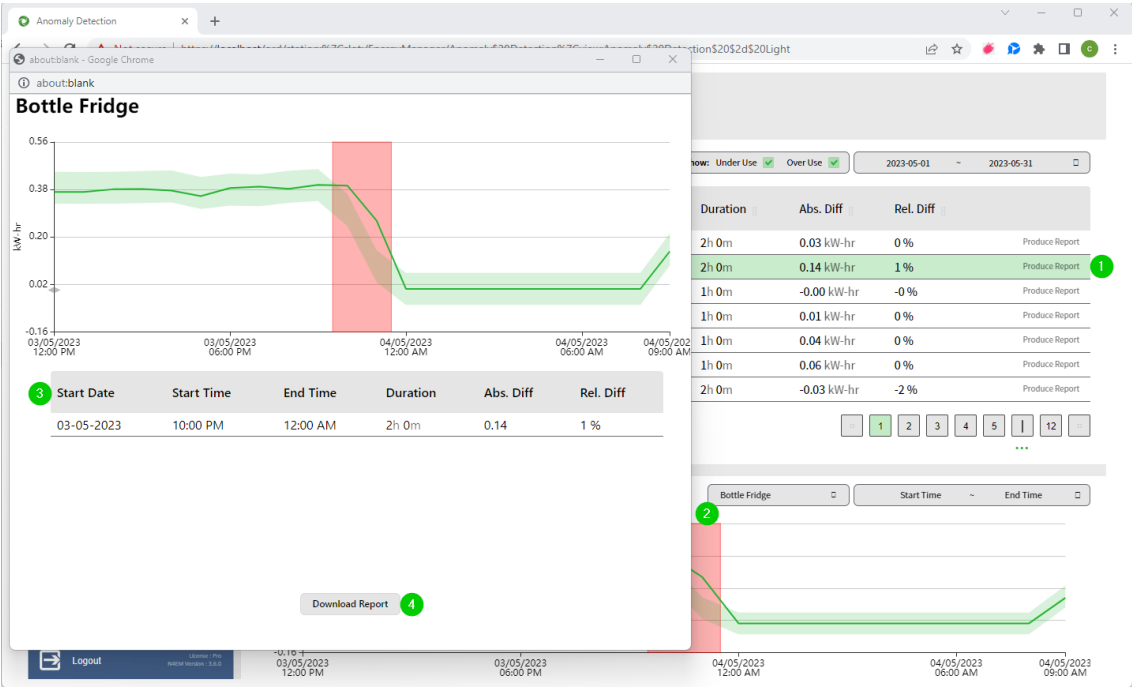 Anomaly Detection
about:blank - Google Chrome
about:blank
Bottle Fridge
0.56
0.38
0.20
0.02
-0.16
kW-hr
03/05/2023 12:00 PM
03/05/2023 06:00 PM
04/05/2023 12:00 AM
04/05/2023 06:00 AM
04/05/202 09:00 AM
3
Start Date Start Time End Time Duration Abs. Diff Rel. Diff
03-05-2023 10:00 PM 12:00 AM 2h 0m 0.14 1 %
Download Report 4
Under Use Over Use 2023-05-01 ~ 2023-05-31
Duration Abs. Diff Rel. Diff
2h 0m 0.03 kW-hr 0 % Produce Report
2h 0m 0.14 kW-hr 1 % Produce Report 1
1h 0m -0.00 kW-hr -0 % Produce Report
1h 0m 0.01 kW-hr 0 % Produce Report
1h 0m 0.04 kW-hr 0 % Produce Report
1h 0m 0.06 kW-hr 0 % Produce Report
2h 0m -0.03 kW-hr -2 % Produce Report
1 2 3 4 5 12
Bottle Fridge Start Time ~ End Time
2
Logout
License : Pro
N4EM Version : 3.6.0
-0.16
03/05/2023 12:00 PM
03/05/2023 06:00 PM
04/05/2023 12:00 AM
04/05/2023 06:00 AM
04/05/2023 09:00 AM